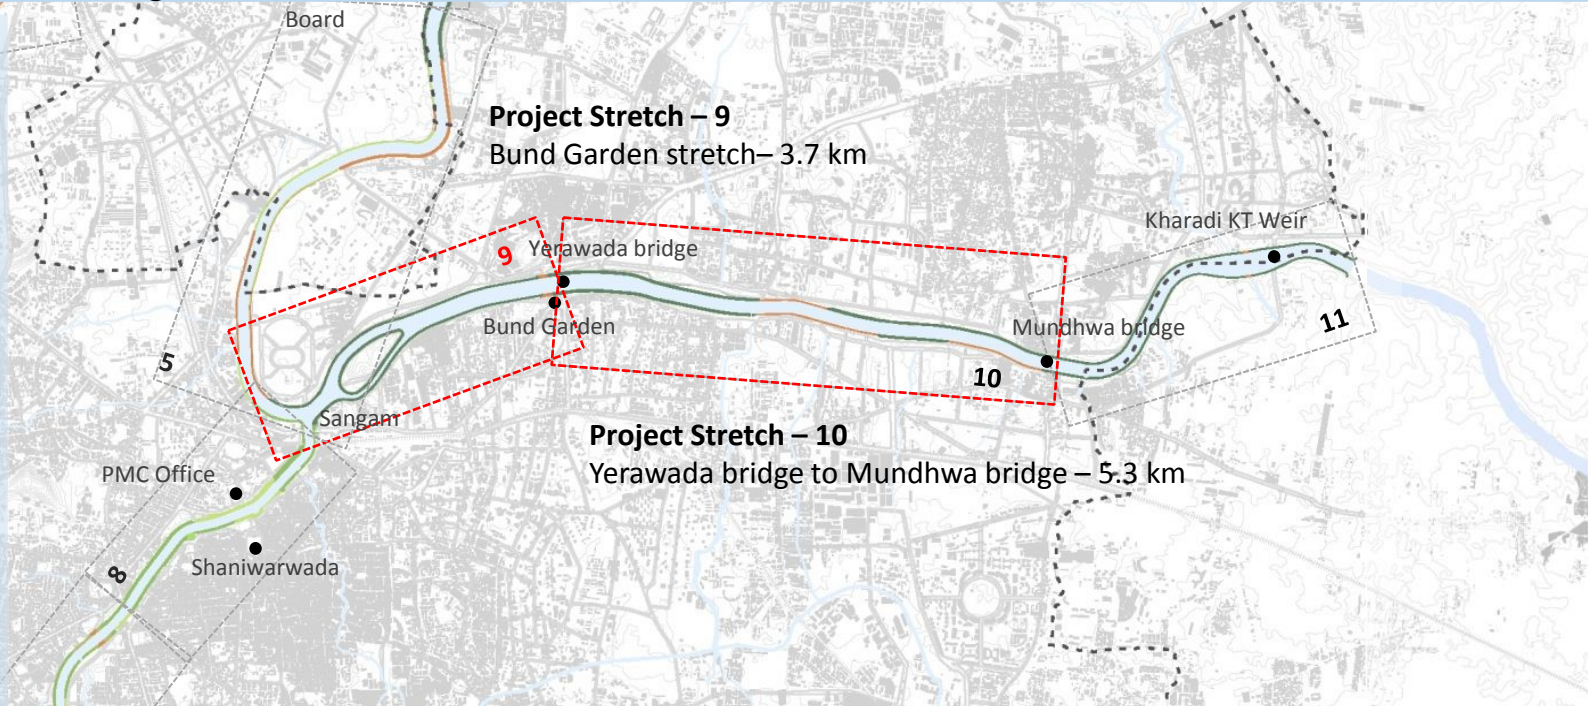 Board
Project Stretch – 9
Bund Garden stretch– 3.7 km
Kharadi KT Weir
9
Yerawada bridge
11
Bund Garden
Mundhwa bridge
5
10
Sangam
Project Stretch – 10
Yerawada bridge to Mundhwa bridge – 5.3 km
PMC Office
Shaniwarwada
8